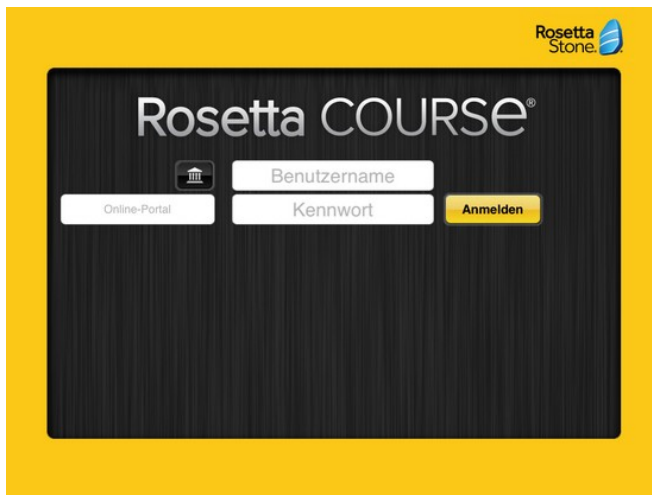 Rosetta
Stone.
Rosetta COURSE®
Benutzername
Online-Portal
Kennwort
Anmelden